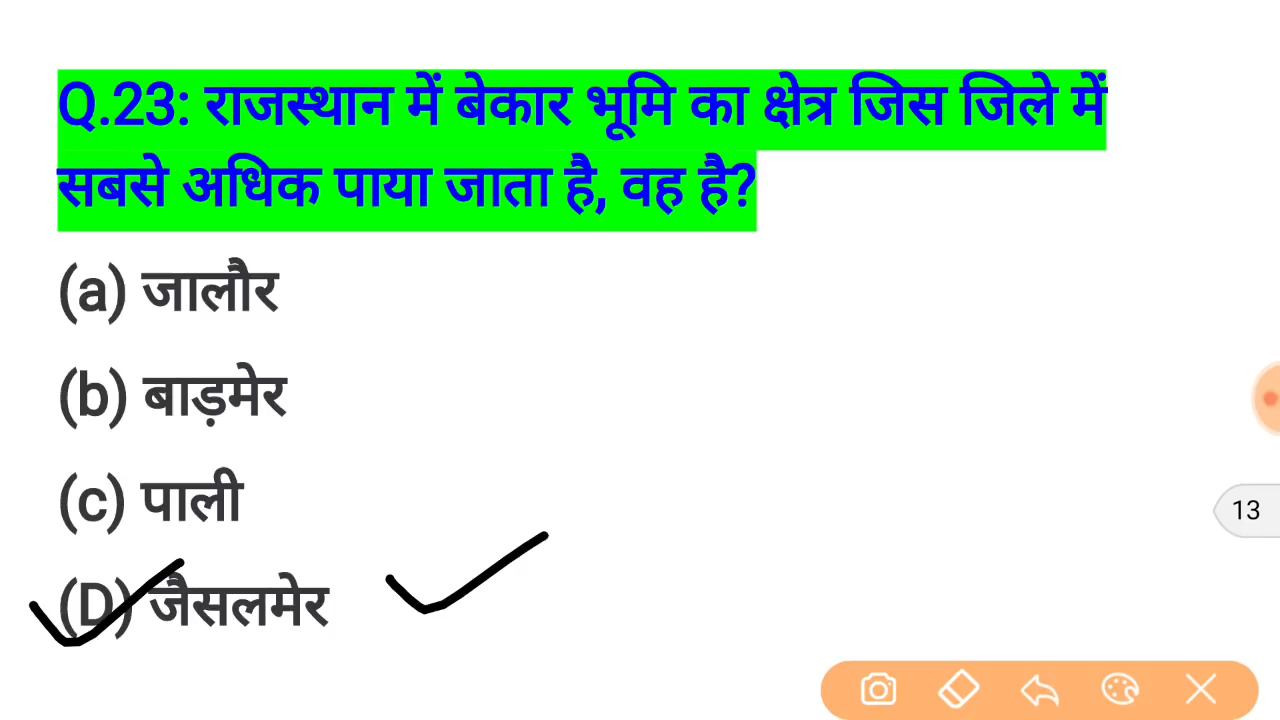 Q.23: राजस्थान में बेकार भूमि का क्षेत्र जिस जिले में
सबसे अधिक पाया जाता है, वह है?
(a) जालौर
(b) बाड़मेर
(c) पाली
(D) जैसलमेर
13